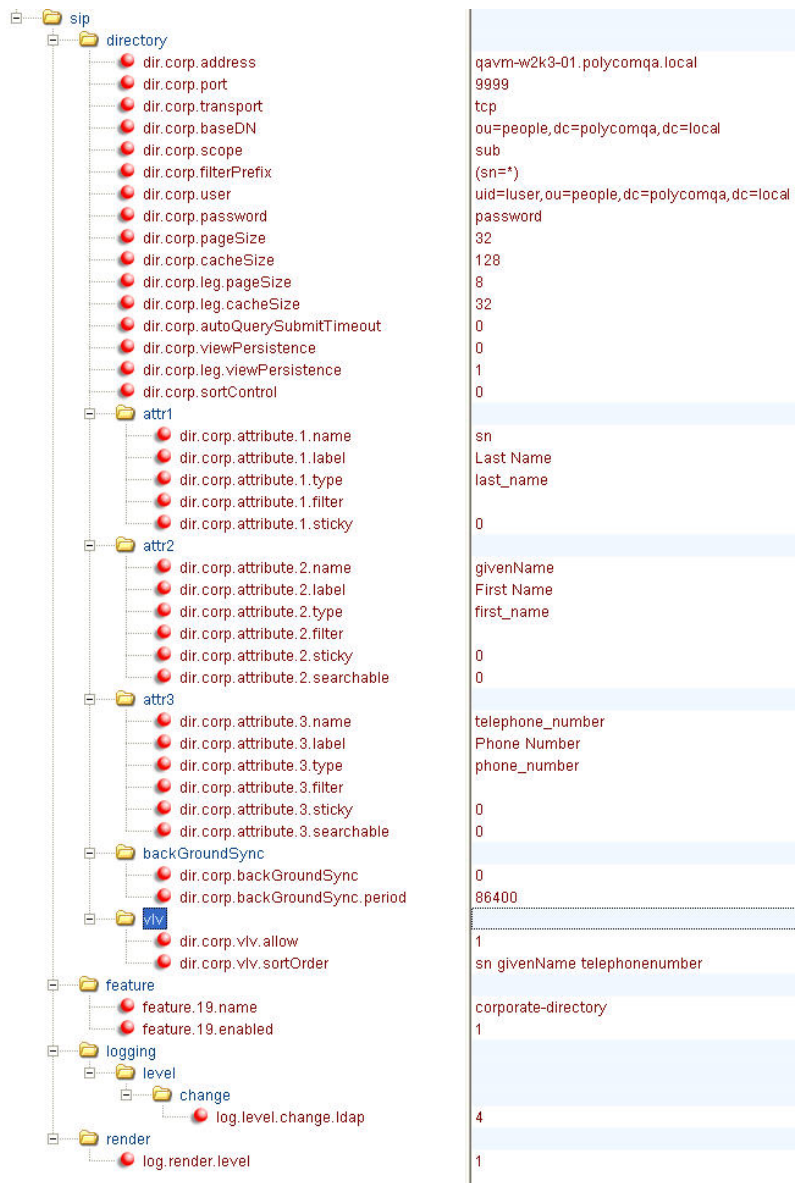 sip
directory
dir.corp.address qavm-w2k3-01.polycomqa.local
dir.corp.port 9999
dir.corp.transport tcp
dir.corp.baseDN ou=people,dc=polycomqa,dc=local
dir.corp.scope sub
dir.corp.filterPrefix (sn=*)
dir.corp.user uid=luser,ou=people,dc=polycomqa,dc=local
dir.corp.password password
dir.corp.pageSize 32
dir.corp.cacheSize 128
dir.corp.leg.pageSize 8
dir.corp.leg.cacheSize 32
dir.corp.autoQuerySubmitTimeout 0
dir.corp.viewPersistence 0
dir.corp.leg.viewPersistence 1
dir.corp.sortControl 0
attr1
dir.corp.attribute.1.name sn
dir.corp.attribute.1.label Last Name
dir.corp.attribute.1.type last_name
dir.corp.attribute.1.filter
dir.corp.attribute.1.sticky 0
attr2
dir.corp.attribute.2.name givenName
dir.corp.attribute.2.label First Name
dir.corp.attribute.2.type first_name
dir.corp.attribute.2.filter
dir.corp.attribute.2.sticky 0
dir.corp.attribute.2.searchable 0
attr3
dir.corp.attribute.3.name telephone_number
dir.corp.attribute.3.label Phone Number
dir.corp.attribute.3.type phone_number
dir.corp.attribute.3.filter
dir.corp.attribute.3.sticky 0
dir.corp.attribute.3.searchable 0
backGroundSync
dir.corp.backGroundSync 0
dir.corp.backGroundSync.period 86400
vlv
dir.corp.vlv.allow 1
dir.corp.vlv.sortOrder sn givenName telephonenumber
feature
feature.19.name corporate-directory
feature.19.enabled 1
logging
level
change
log.level.change.ldap 4
render
log.render.level 1